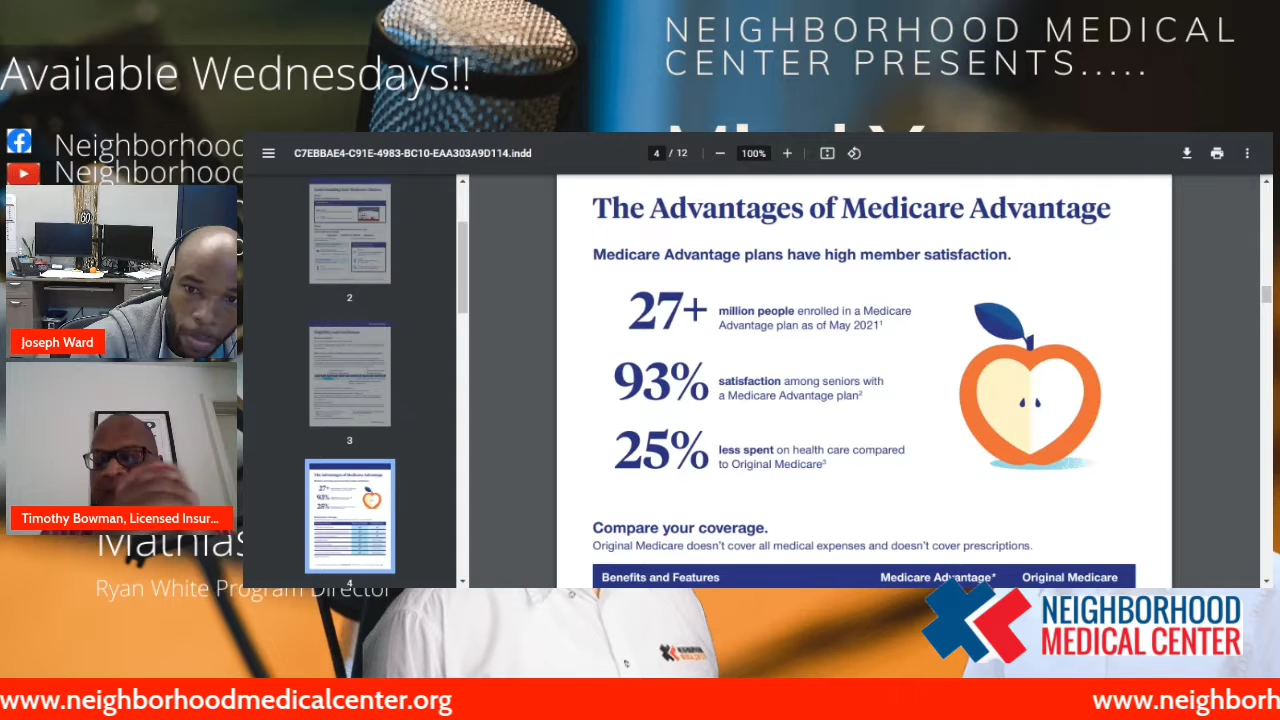 NEIGHBORHOOD MEDICAL
CENTER PRESENTS.....
Available Wednesdays!!
Neighborhood
Neighborhood
C7EBBAE4-C91E-4983-BC10-EAA303A9D114.indd
4 / 12
100%
2
3
4
The Advantages of Medicare Advantage
Medicare Advantage plans have high member satisfaction.
27+ million people enrolled in a Medicare
Advantage plan as of May 2021¹
93% satisfaction among seniors with
a Medicare Advantage plan²
25% less spent on health care compared
to Original Medicare³
Compare your coverage.
Original Medicare doesn't cover all medical expenses and doesn't cover prescriptions.
Benefits and Features Medicare Advantage* Original Medicare
60
Joseph Ward
Timothy Bowman, Licensed Insur...
Ryan White Program Director
NEIGHBORHOOD
MEDICAL CENTER
www.neighborhoodmedicalcenter.org
www.neighborh